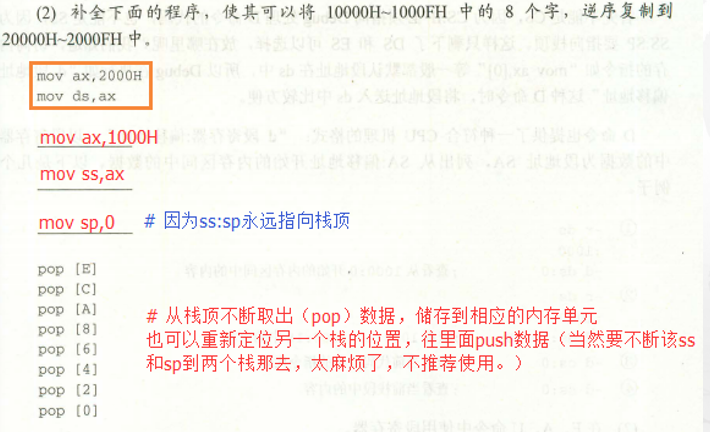 (2) 补全下面的程序，使其可以将 10000H~1000FH 中的 8 个字，逆序复制到
20000H~2000FH 中。
mov ax,2000H
mov ds,ax
mov ax,1000H
mov ss,ax
mov sp,0 # 因为ss:sp永远指向栈顶
pop [E]
pop [C]
pop [A]
pop [8]
pop [6]
pop [4]
pop [2]
pop [0]
# 从栈顶不断取出（pop）数据，储存到相应的内存单元
也可以重新定位另一个栈的位置，往里面push数据（当然要不断该ss
和sp到两个栈那去，太麻烦了，不推荐使用。）